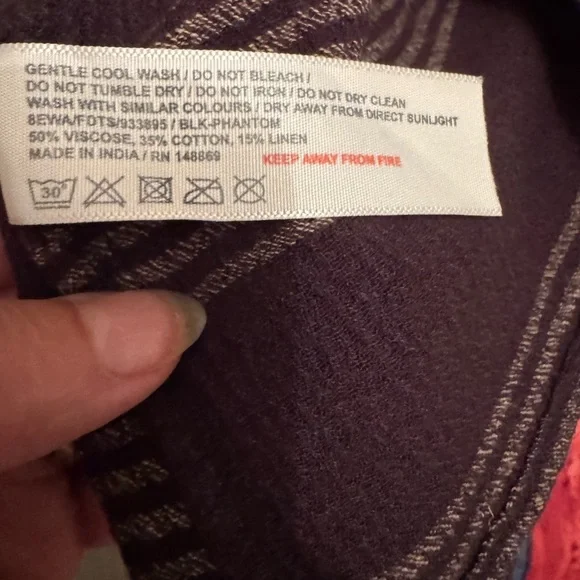 GENTLE COOL WASH / DO NOT BLEACH /
DO NOT TUMBLE DRY / DO NOT IRON / DO NOT DRY CLEAN
WASH WITH SIMILAR COLOURS / DRY AWAY FROM DIRECT SUNLIGHT
8EWA/FDTS/933895 / BLK-PHANTOM
50% VISCOSE, 35% COTTON, 15% LINEN
MADE IN INDIA / RN 148869 KEEP AWAY FROM FIRE
30°